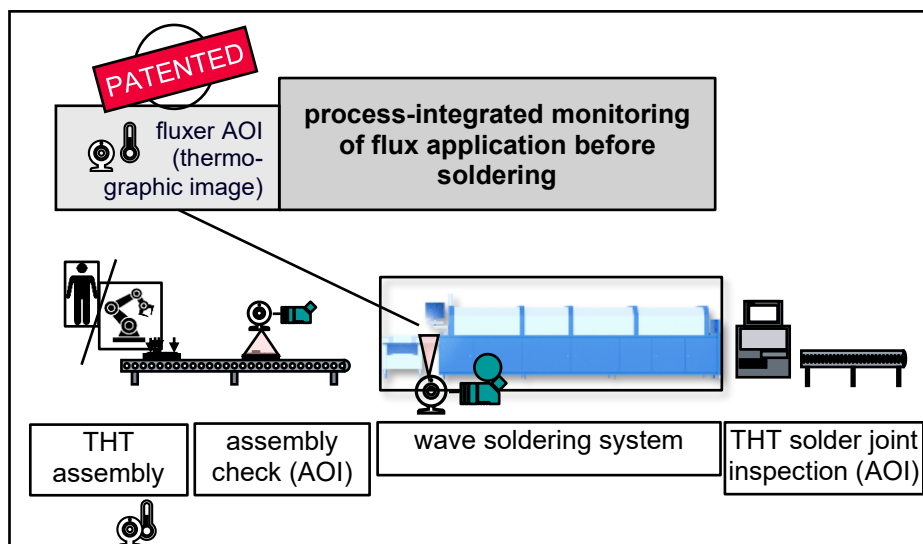 PATENTED
fluxer AOI
(thermo-
graphic image)
process-integrated monitoring
of flux application before
soldering
THT
assembly
assembly
check (AOI)
wave soldering system
THT solder joint
inspection (AOI)